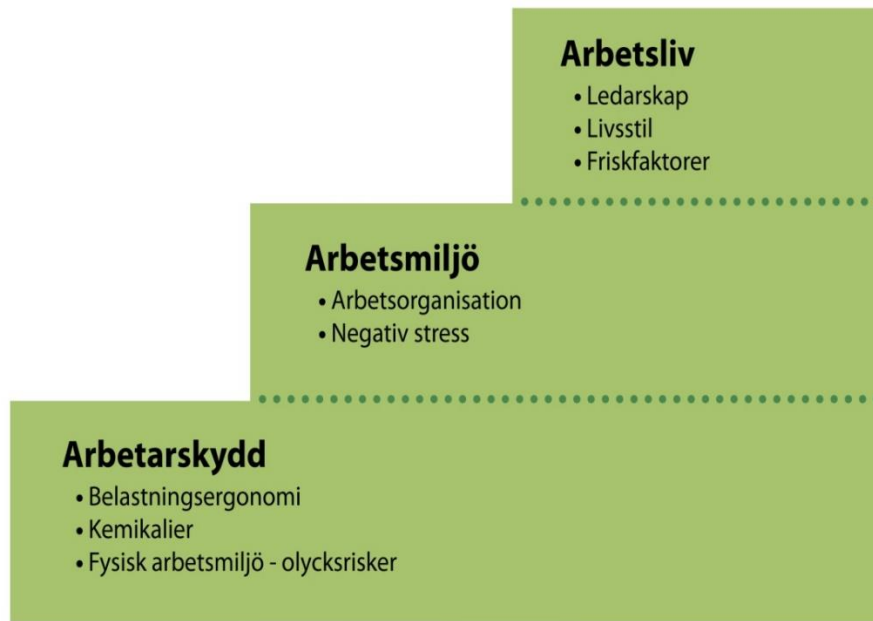 Arbetsliv
• Ledarskap
• Livsstil
• Friskfaktorer
Arbetsmiljö
• Arbetsorganisation
• Negativ stress
Arbetarskydd
• Belastningsergonomi
• Kemikalier
• Fysisk arbetsmiljö - olycksrisker